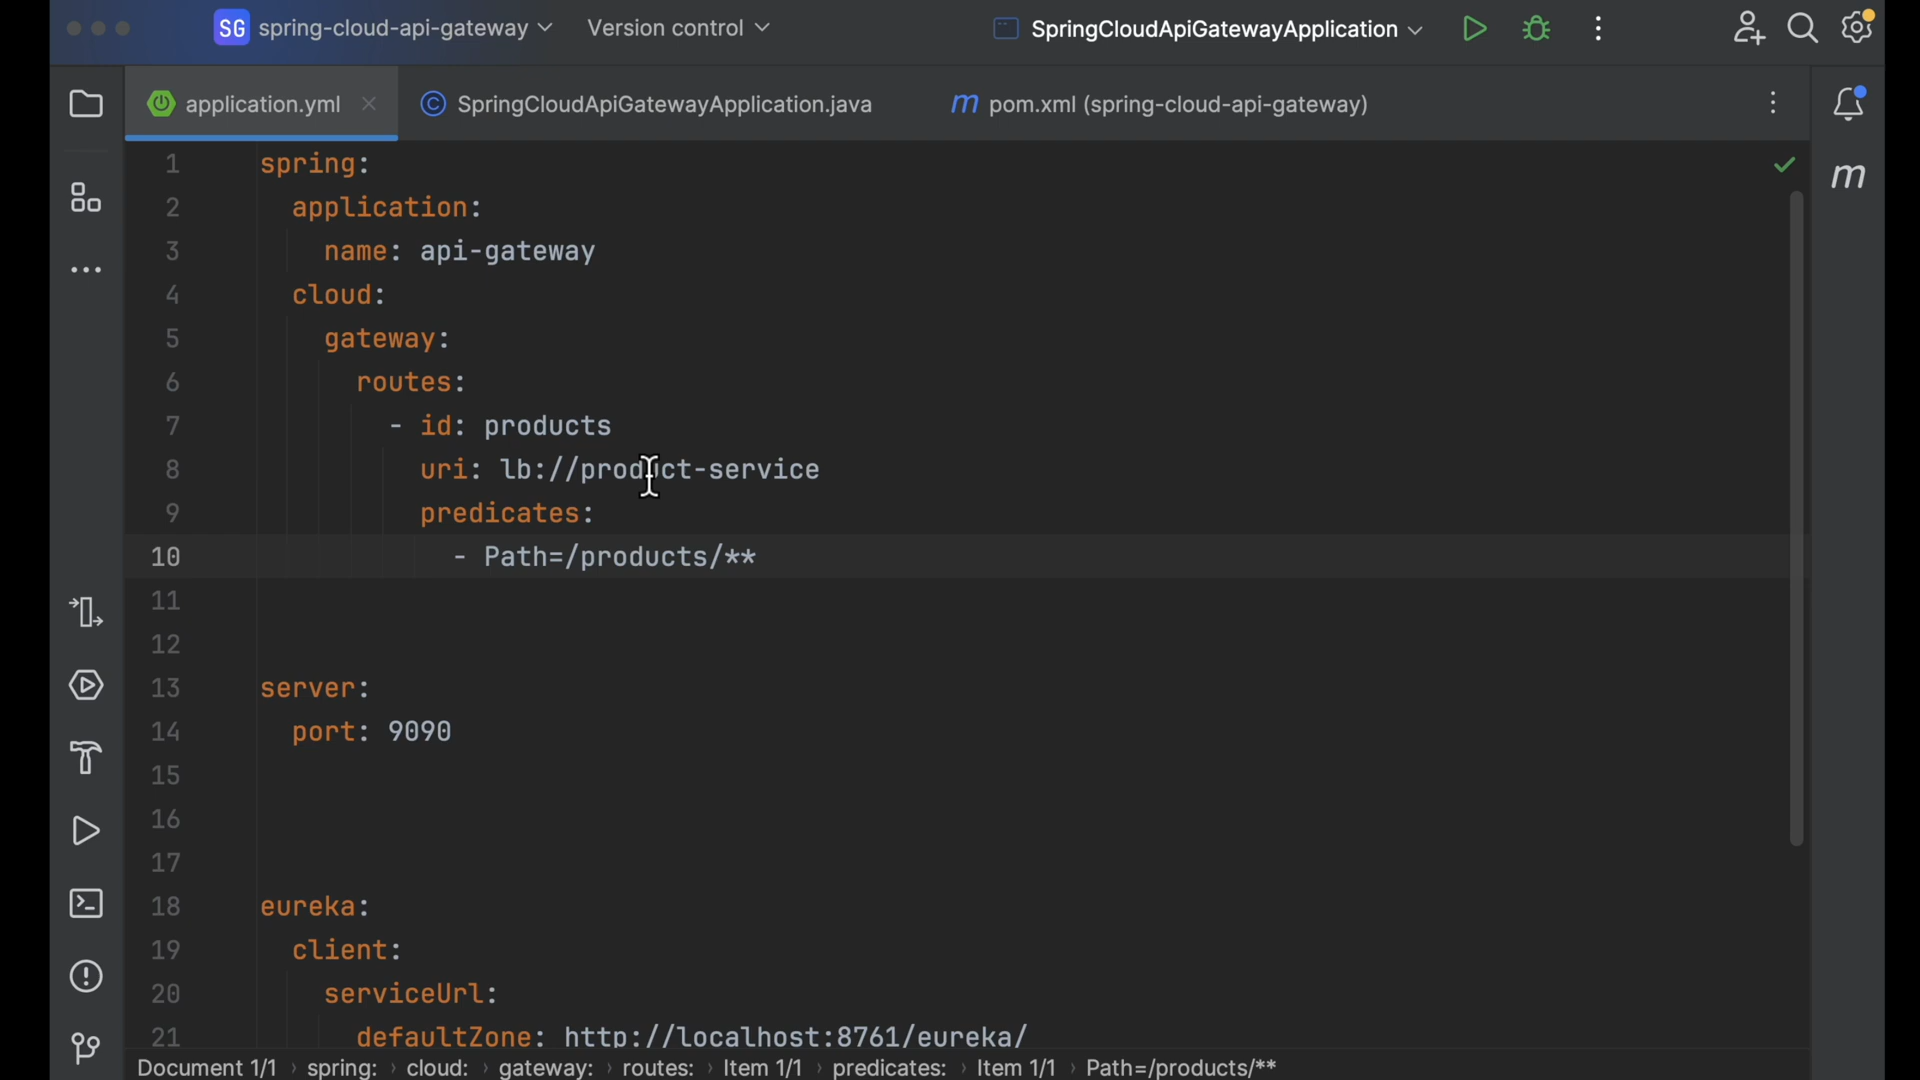 SG spring-cloud-api-gateway Version control SpringCloudApiGatewayApplication
application.yml SpringCloudApiGatewayApplication.java m pom.xml (spring-cloud-api-gateway)
m
1 spring:
2 application:
3 name: api-gateway
4 cloud:
5 gateway:
6 routes:
7 - id: products
8 uri: lb://product-service
9 predicates:
10 - Path=/products/**
11
12
13 server:
14 port: 9090
15
16
17
18 eureka:
19 client:
20 serviceUrl:
21 defaultZone: http://localhost:8761/eureka/
Document 1/1 › spring: › cloud: › gateway: › routes: › Item 1/1 › predicates: › Item 1/1 › Path=/products/**